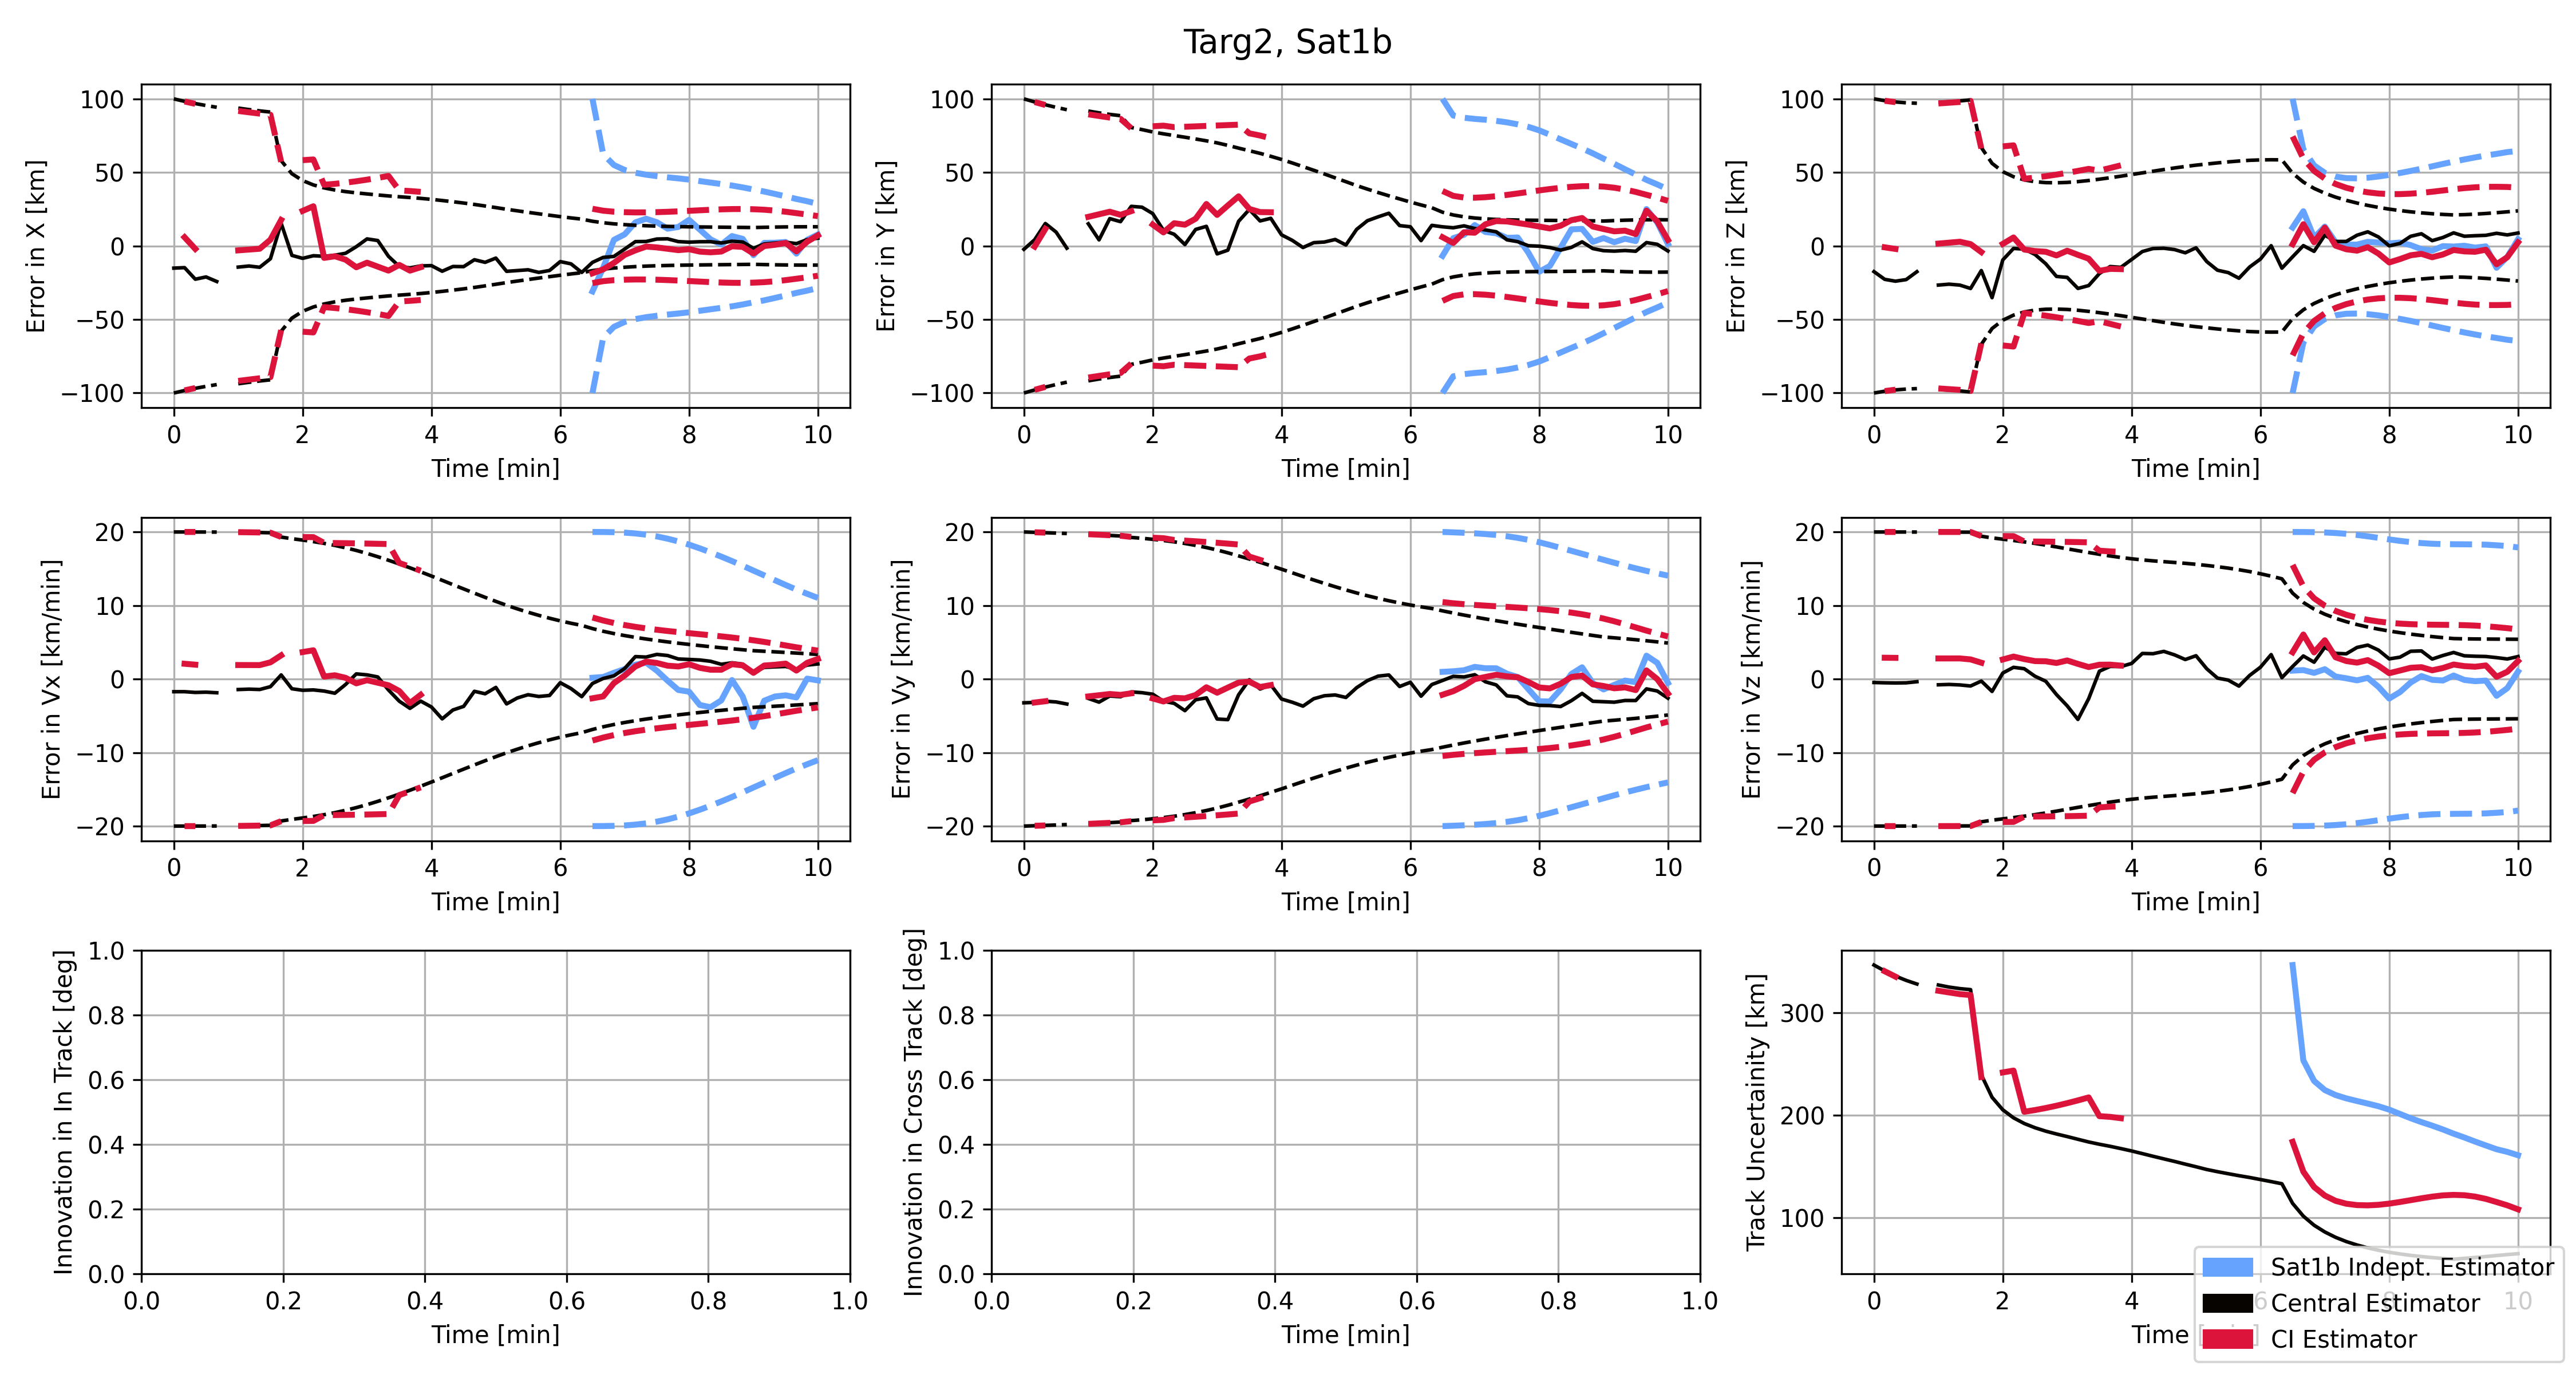 Targ2, Sat1b
Error in X [km]
100
50
0
−50
−100
0 2 4 6 8 10
Time [min]
Error in Y [km]
100
50
0
−50
−100
0 2 4 6 8 10
Time [min]
Error in Z [km]
100
50
0
−50
−100
0 2 4 6 8 10
Time [min]
Error in Vx [km/min]
20
10
0
−10
−20
0 2 4 6 8 10
Time [min]
Error in Vy [km/min]
20
10
0
−10
−20
0 2 4 6 8 10
Time [min]
Error in Vz [km/min]
20
10
0
−10
−20
0 2 4 6 8 10
Time [min]
Innovation in In Track [deg]
1.0
0.8
0.6
0.4
0.2
0.0
0.0 0.2 0.4 0.6 0.8 1.0
Time [min]
Innovation in Cross Track [deg]
1.0
0.8
0.6
0.4
0.2
0.0
0.0 0.2 0.4 0.6 0.8 1.0
Time [min]
Track Uncertainity [km]
300
200
100
0 2 4 6 8 10
Time
Sat1b Indept. Estimator
Central Estimator
CI Estimator